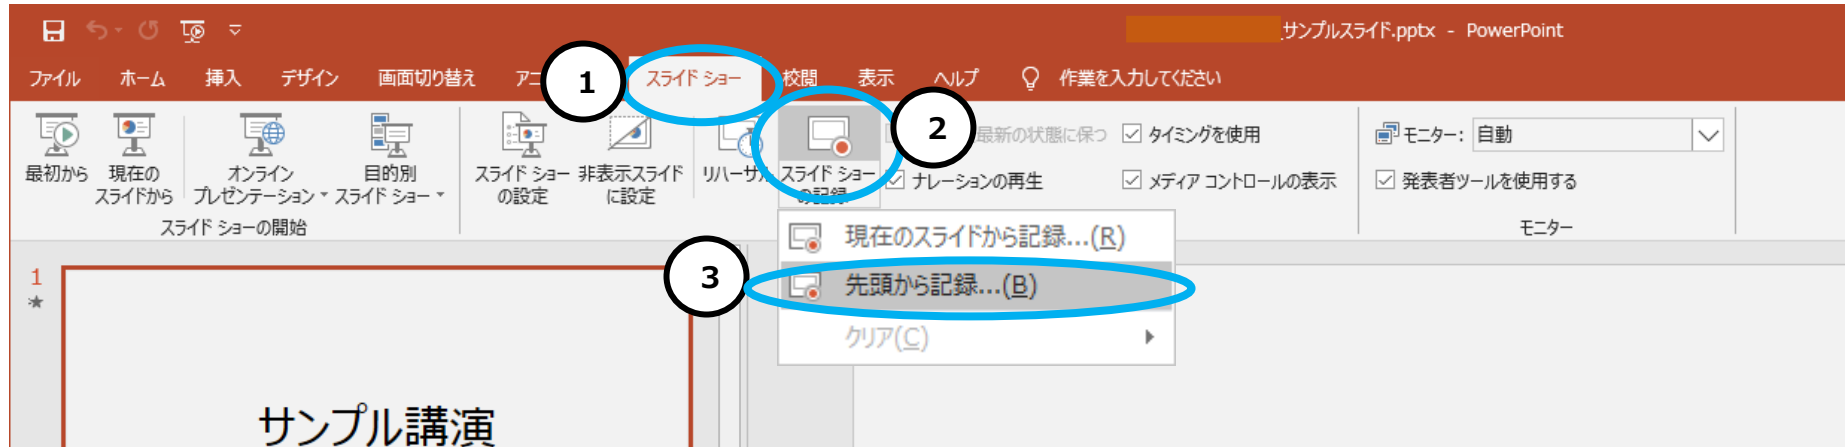 サンプルスライド.pptx - PowerPoint
ファイル ホーム 挿入 デザイン 画面切り替え アニ 1 スライド ショー 校閲 表示 ヘルプ 作業を入力してください
2
最新の状態に保つ タイミングを使用 モニター: 自動
最初から 現在の スライドから オンライン プレゼンテーション 目的別 スライド ショー スライド ショー の設定 非表示スライド に設定 リハーサル スライド ショー の記録 ナレーションの再生 メディア コントロールの表示 発表者ツールを使用する
スライド ショーの開始 モニター
現在のスライドから記録...(R)
3 先頭から記録...(B)
クリア(C)
1
サンプル講演